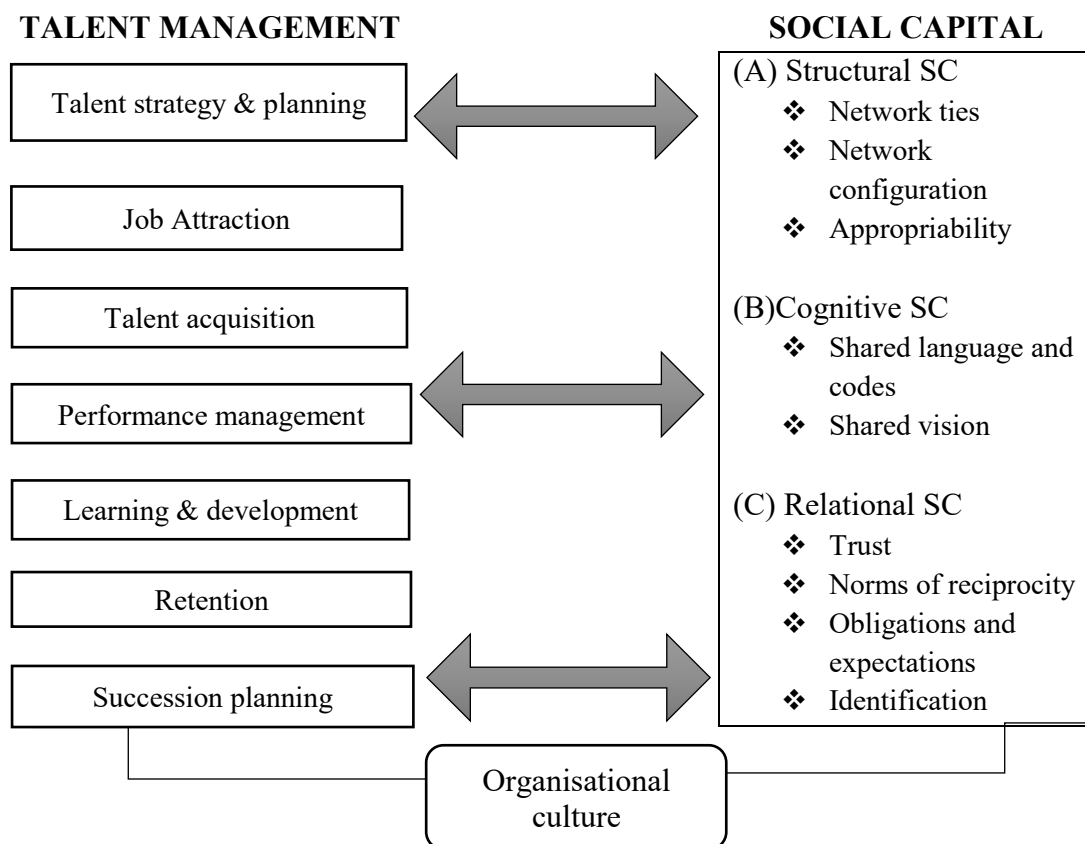 TALENT MANAGEMENT
Talent strategy & planning
Job Attraction
Talent acquisition
Performance management
Learning & development
Retention
Succession planning
SOCIAL CAPITAL
(A) Structural SC
❖ Network ties
❖ Network
configuration
❖ Appropriability
(B)Cognitive SC
❖ Shared language and
codes
❖ Shared vision
(C) Relational SC
❖ Trust
❖ Norms of reciprocity
❖ Obligations and
expectations
❖ Identification
Organisational
culture